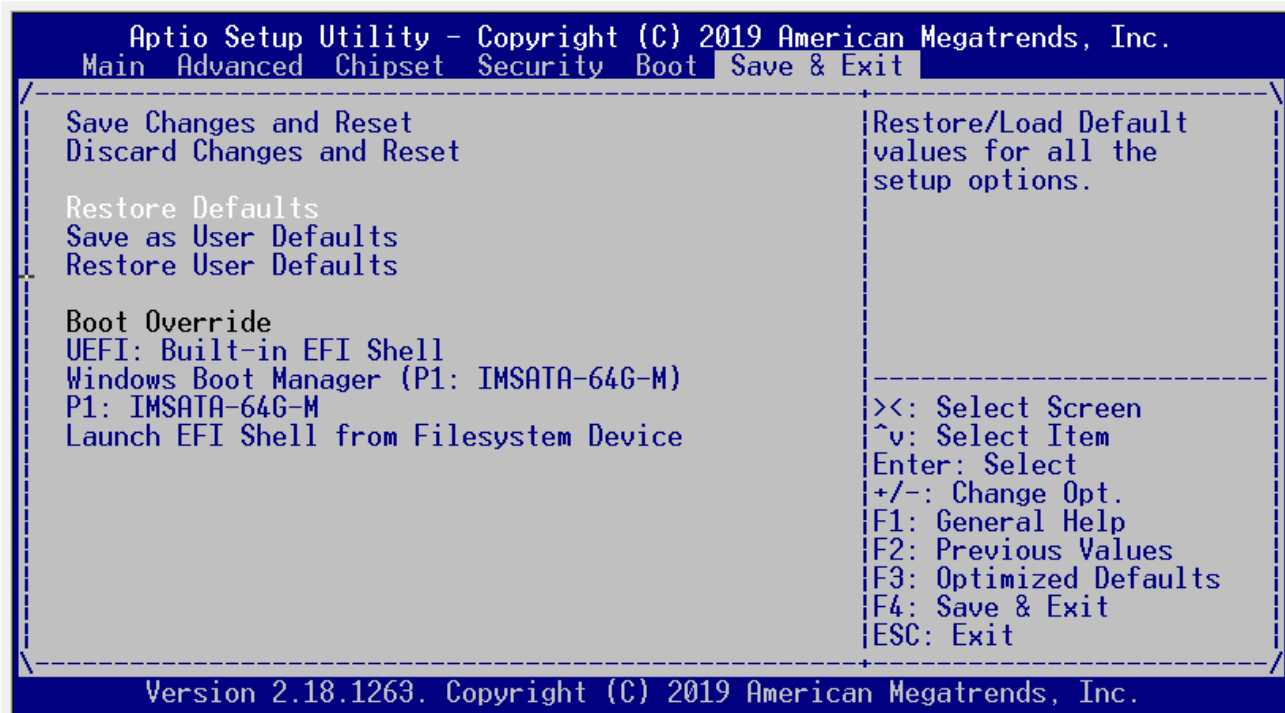 Aptio Setup Utility - Copyright (C) 2019 American Megatrends, Inc.
Main Advanced Chipset Security Boot Save & Exit
Save Changes and Reset
Discard Changes and Reset
Restore Defaults
Save as User Defaults
Restore User Defaults
Boot Override
UEFI: Built-in EFI Shell
Windows Boot Manager (P1: IMSATA-64G-M)
P1: IMSATA-64G-M
Launch EFI Shell from Filesystem Device
Restore/Load Default
values for all the
setup options.
><: Select Screen
^v: Select Item
Enter: Select
+/-: Change Opt.
F1: General Help
F2: Previous Values
F3: Optimized Defaults
F4: Save & Exit
ESC: Exit
Version 2.18.1263. Copyright (C) 2019 American Megatrends, Inc.